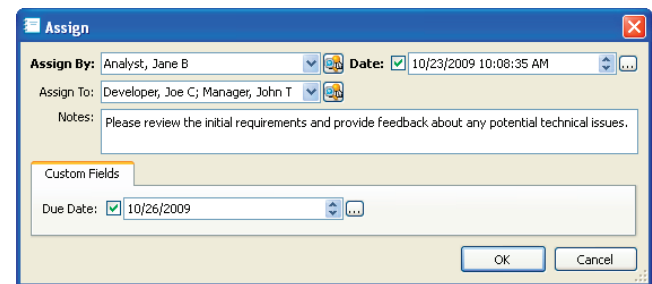 Assign
Assign By: Analyst, Jane B Date: 10/23/2009 10:08:35 AM ...
Assign To: Developer, Joe C; Manager, John T
Notes: Please review the initial requirements and provide feedback about any potential technical issues.
Custom Fields
Due Date: 10/26/2009 ...
OK Cancel